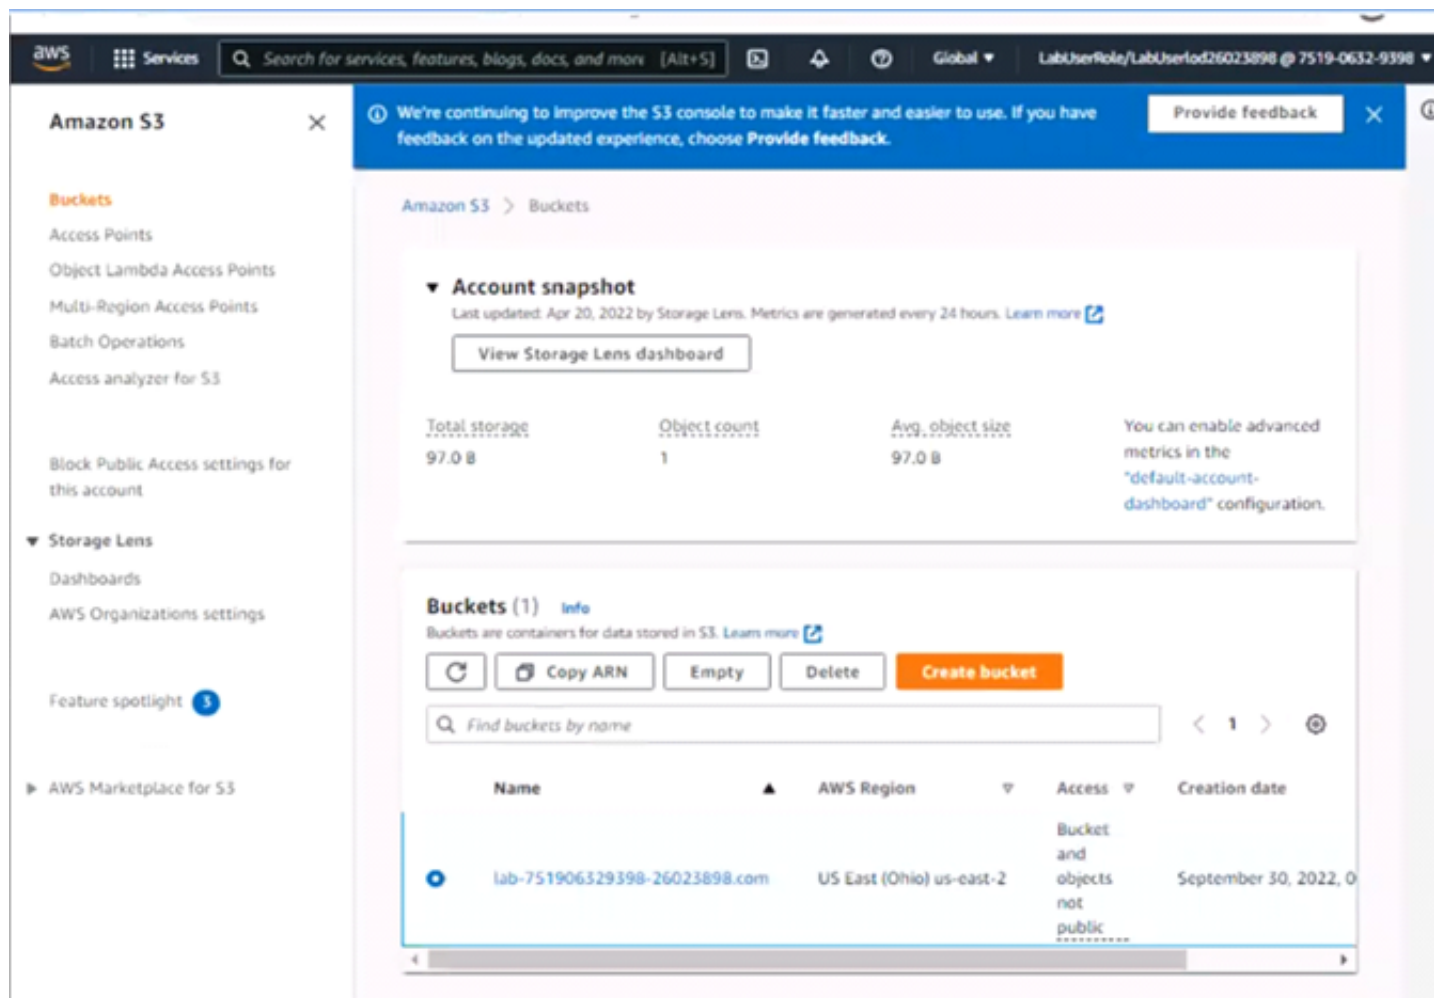 aws
Services
Search for services, features, blogs, docs, and more
[Alt+S]
Global
LabUserRole/LabUserlod26023898 @ 7519-0632-9398
Amazon S3
Buckets
Access Points
Object Lambda Access Points
Multi-Region Access Points
Batch Operations
Access analyzer for S3
Block Public Access settings for
this account
Storage Lens
Dashboards
AWS Organizations settings
Feature spotlight 3
AWS Marketplace for S3
We're continuing to improve the S3 console to make it faster and easier to use. If you have
feedback on the updated experience, choose Provide feedback.
Provide feedback
Amazon S3 > Buckets
Account snapshot
Last updated: Apr 20, 2022 by Storage Lens. Metrics are generated every 24 hours. Learn more
View Storage Lens dashboard
Total storage
97.0 B
Object count
1
Avg. object size
97.0 B
You can enable advanced
metrics in the
"default-account-
dashboard" configuration.
Buckets (1) Info
Buckets are containers for data stored in S3. Learn more
Copy ARN
Empty
Delete
Create bucket
Find buckets by name
< 1 >
Name
AWS Region
Access
Creation date
lab-751906329398-26023898.com
US East (Ohio) us-east-2
Bucket
and
objects
not
public
September 30, 2022, 0